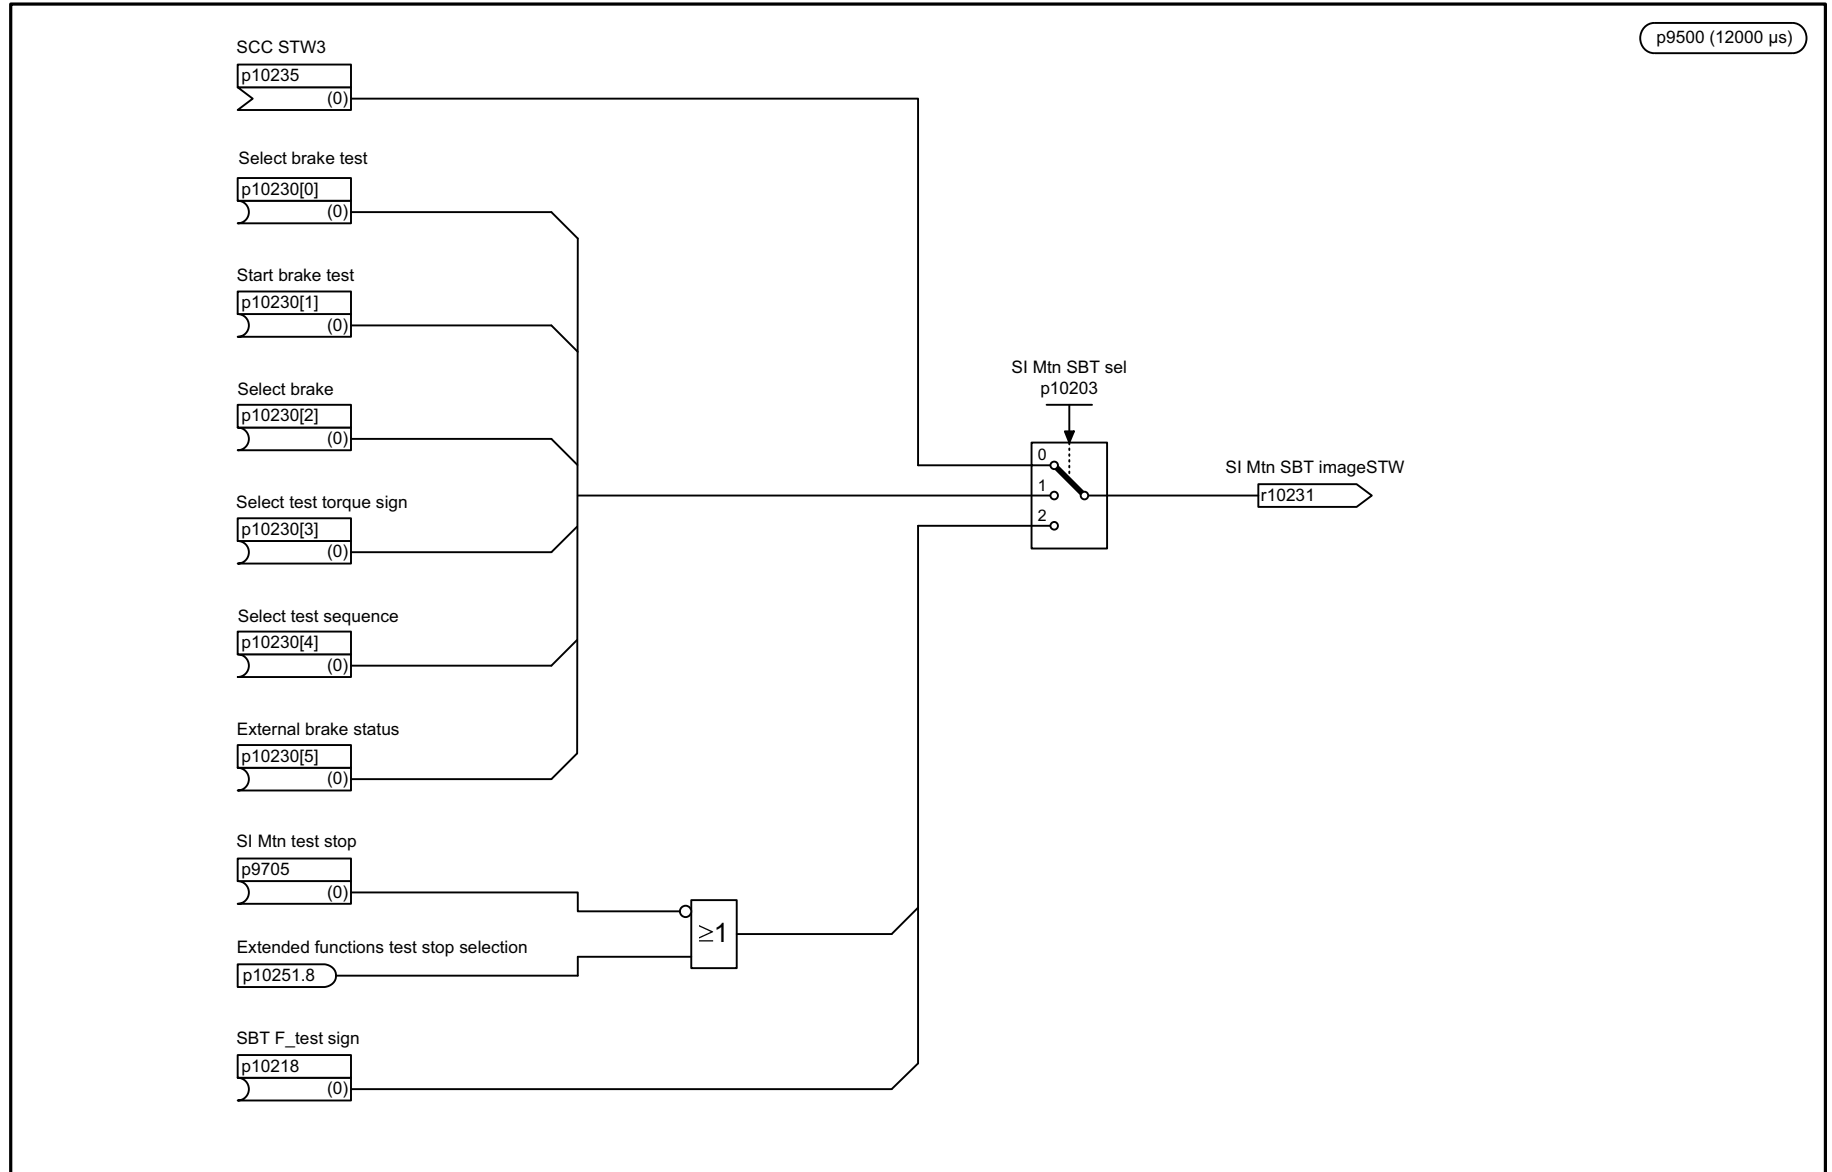 p9500 (12000 µs)
SCC STW3
p10235
(0)
Select brake test
p10230[0]
(0)
Start brake test
p10230[1]
(0)
Select brake
p10230[2]
(0)
Select test torque sign
p10230[3]
(0)
Select test sequence
p10230[4]
(0)
External brake status
p10230[5]
(0)
SI Mtn test stop
p9705
(0)
Extended functions test stop selection
p10251.8
≥1
SBT F_test sign
p10218
(0)
SI Mtn SBT sel
p10203
0
1
2
SI Mtn SBT imageSTW
r10231